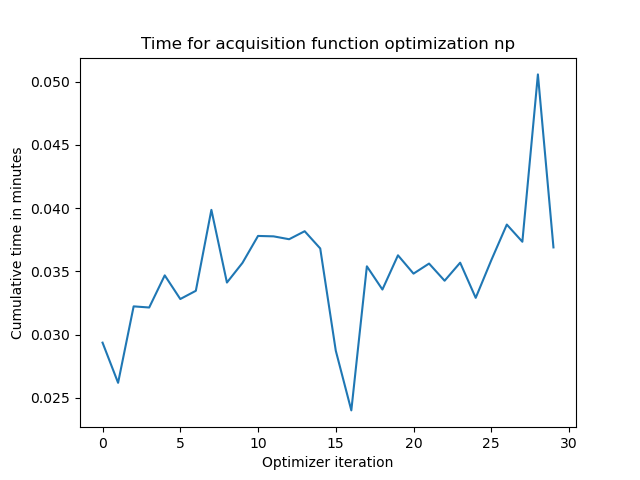 Time for acquisition function optimization np
0.050
0.045
0.040
0.035
0.030
0.025
Cumulative time in minutes
0 5 10 15 20 25 30
Optimizer iteration